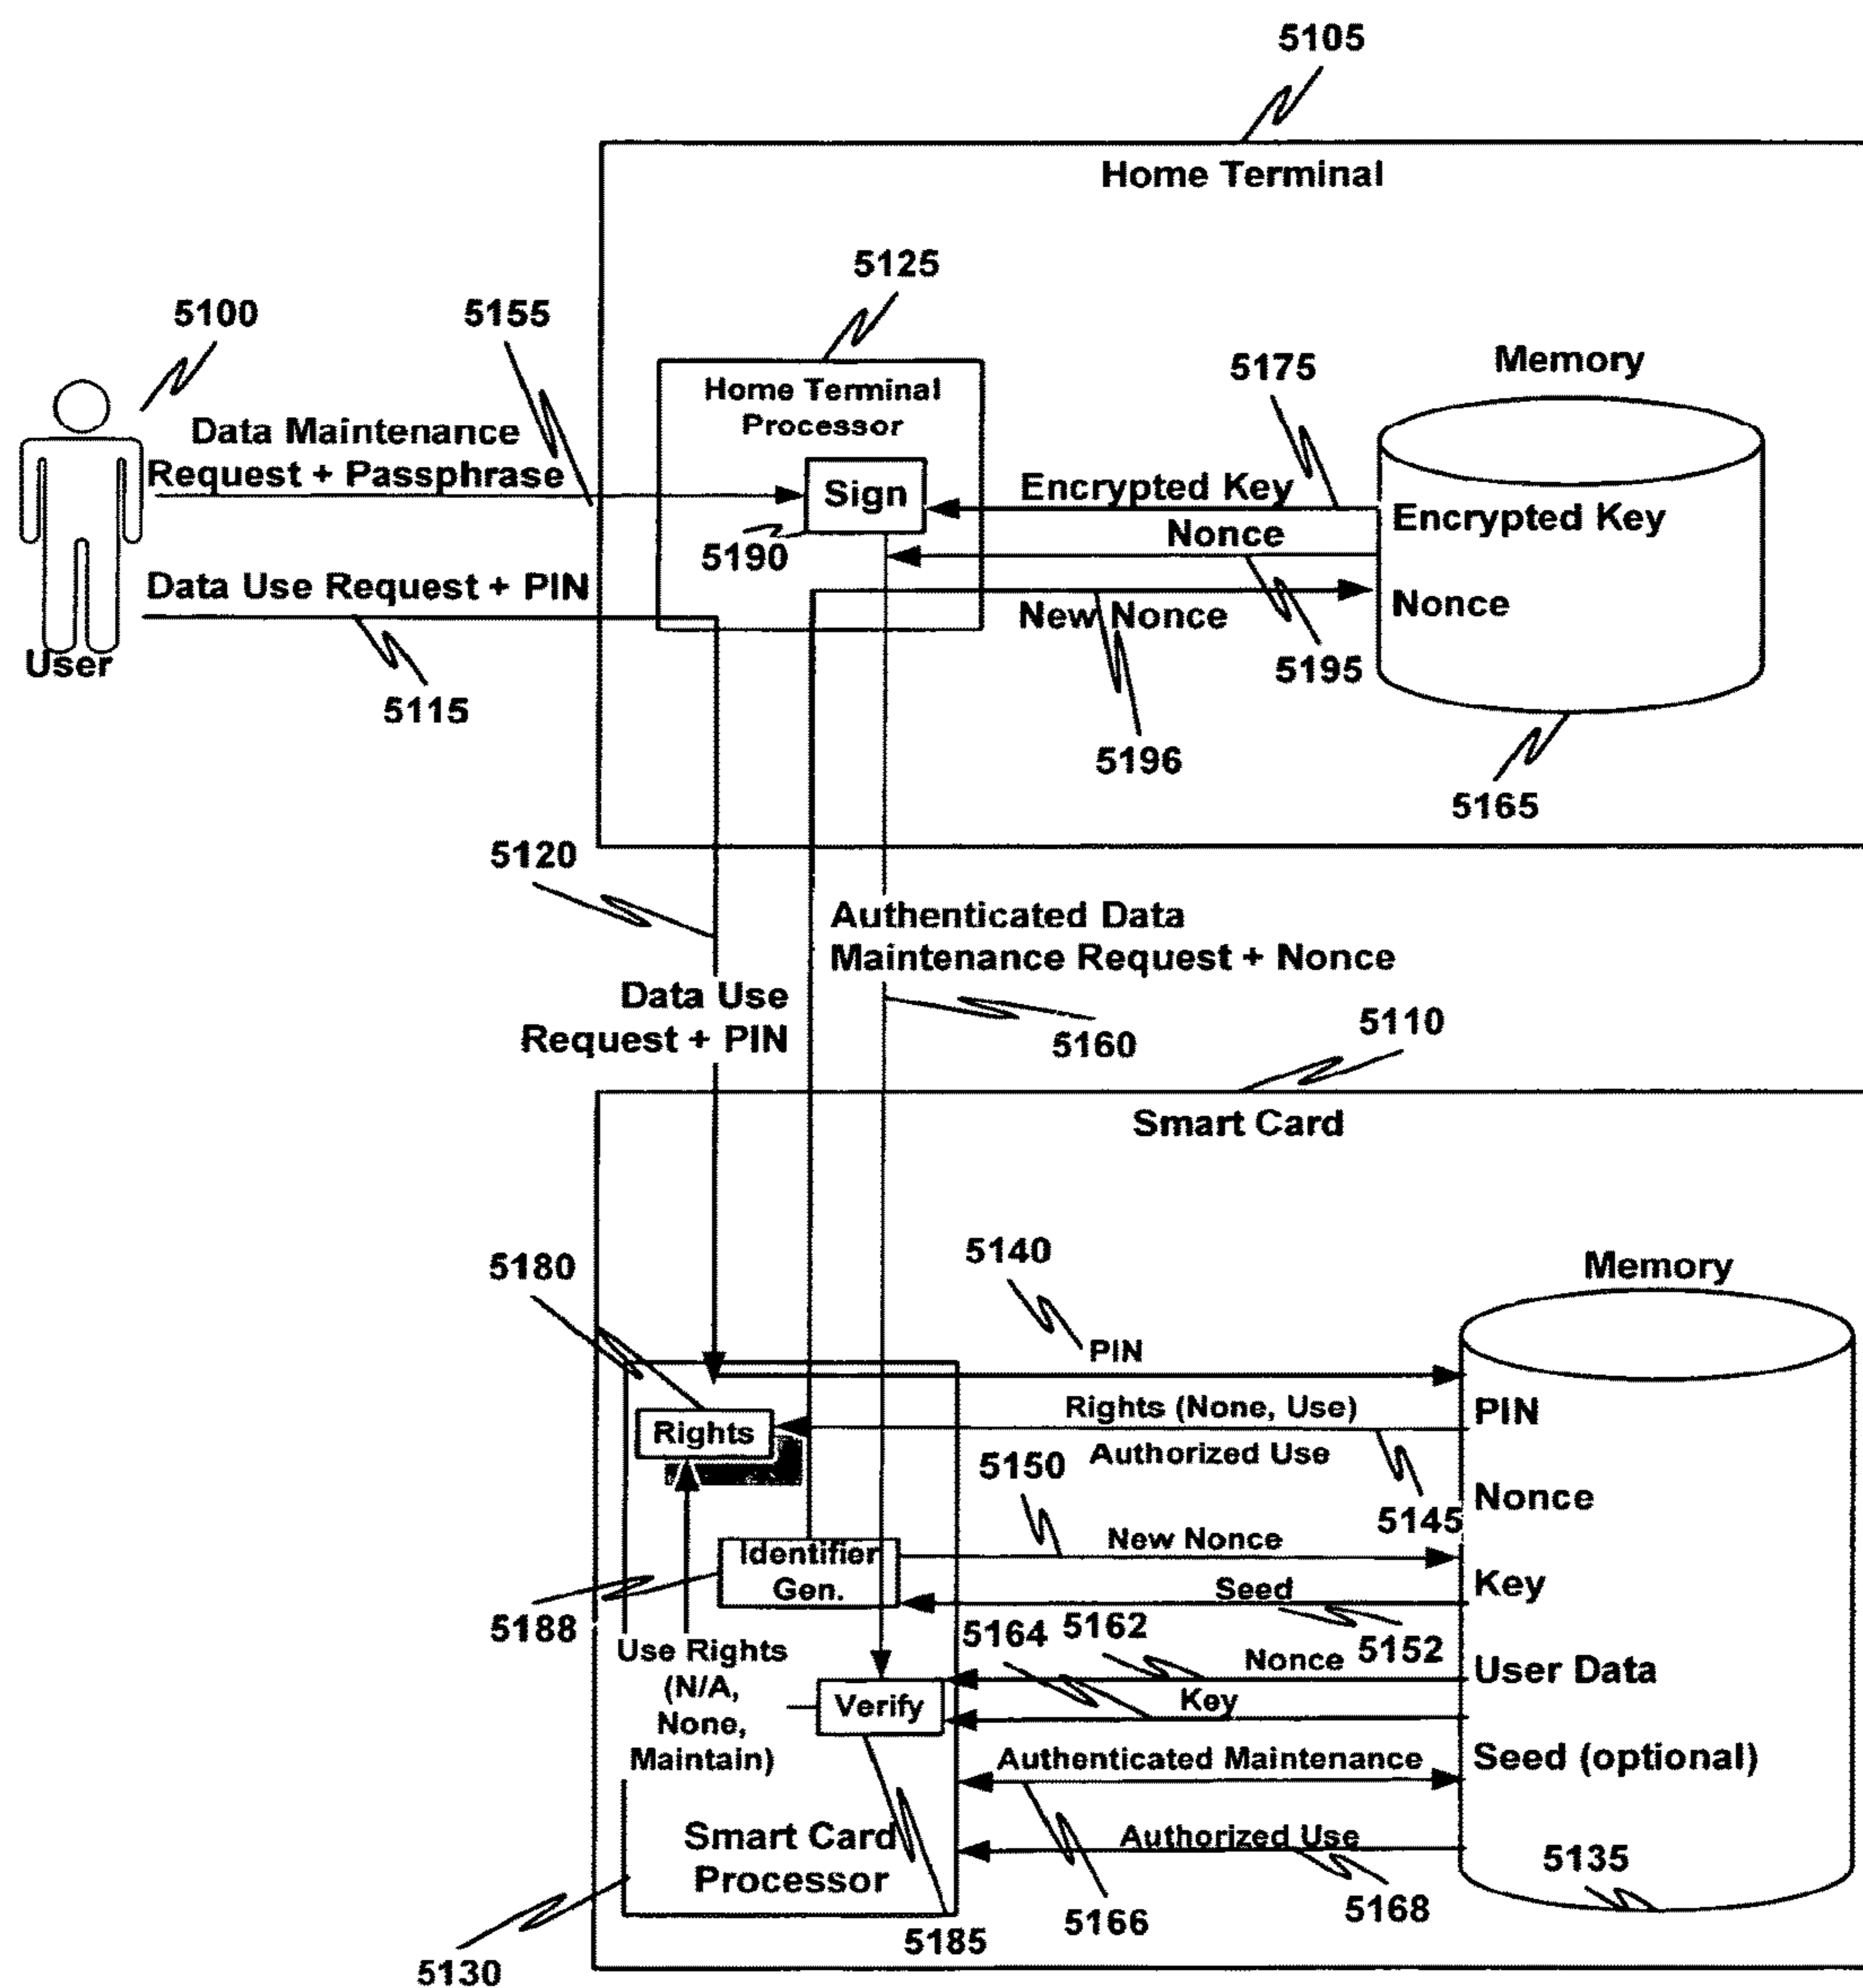 5105
Home Terminal
5125
5100
5155
5175
Memory
Home Terminal
Processor
Data Maintenance
Request + Passphrase
Sign
Encrypted Key
Encrypted Key
Nonce
5190
Data Use Request + PIN
New Nonce
Nonce
User
5195
5115
5196
5165
5120
Authenticated Data
Maintenance Request + Nonce
Data Use
Request + PIN
5160
5110
Smart Card
5140
5180
Memory
PIN
Rights (None, Use)
PIN
Rights
Authorized Use
5150
Nonce
5145
New Nonce
Identifier
Gen.
Key
Seed
5188
5164
5162
5152
Use Rights
(N/A,
None,
Maintain)
Nonce
User Data
Key
Verify
Authenticated Maintenance
Seed (optional)
Smart Card
Processor
Authorized Use
5135
5168
5166
5185
5130